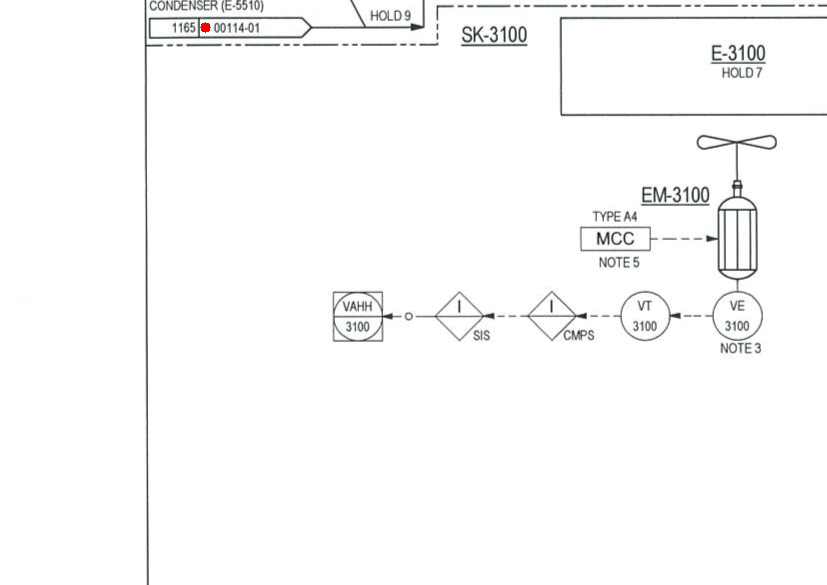 CONDENSER (E-5510)
1165 00114-01
HOLD 9
SK-3100
E-3100
HOLD 7
EM-3100
TYPE A4
MCC
NOTE 5
VAHH
3100
I
SIS
I
CMPS
VT
3100
VE
3100
NOTE 3